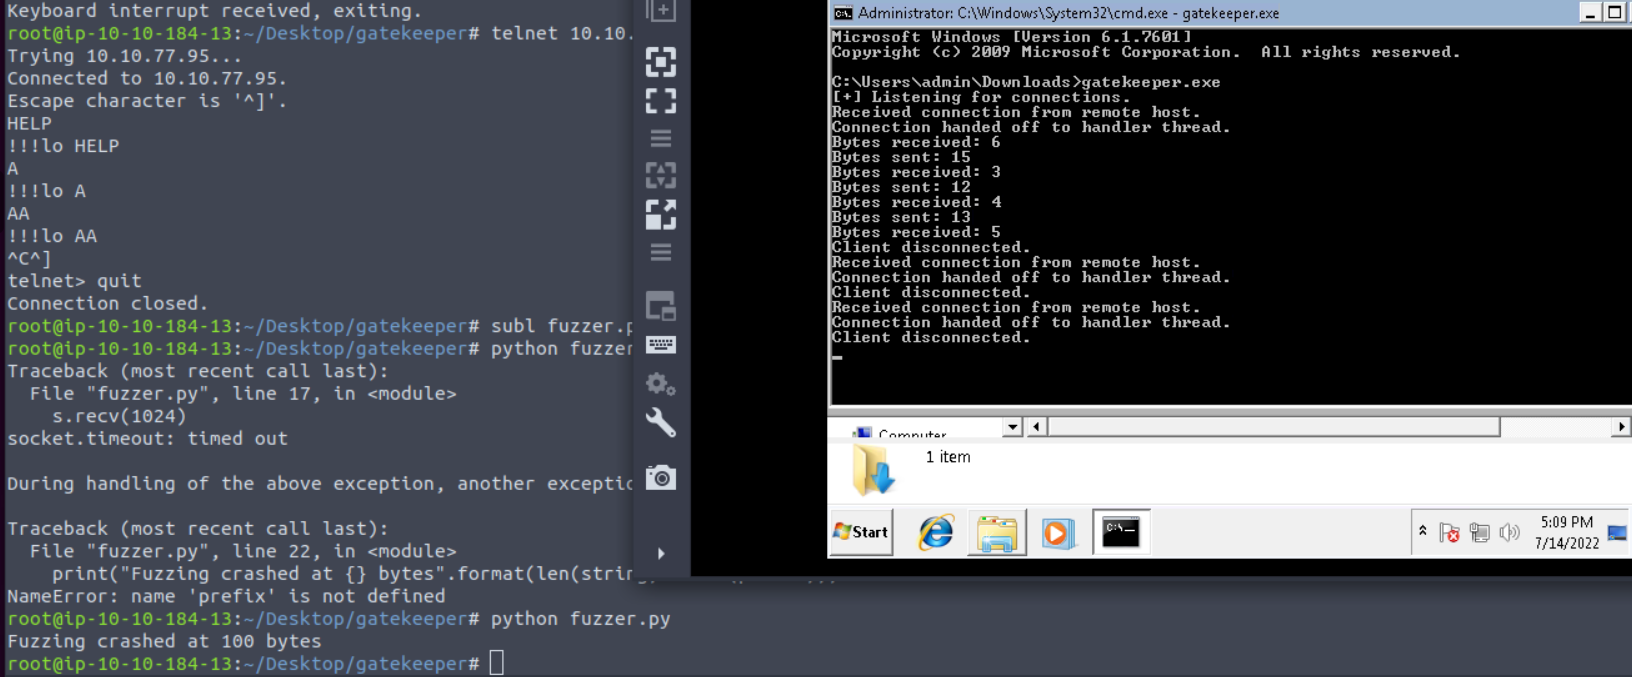 Keyboard interrupt received, exiting.
root@ip-10-10-184-13:~/Desktop/gatekeeper# telnet 10.10.
Trying 10.10.77.95...
Connected to 10.10.77.95.
Escape character is '^]'.
HELP
!!!lo HELP
A
!!!lo A
AA
!!!lo AA
^C^]
telnet> quit
Connection closed.
root@ip-10-10-184-13:~/Desktop/gatekeeper# subl fuzzer.p
root@ip-10-10-184-13:~/Desktop/gatekeeper# python fuzzer
Traceback (most recent call last):
File "fuzzer.py", line 17, in <module>
s.recv(1024)
socket.timeout: timed out
During handling of the above exception, another exceptio
Traceback (most recent call last):
File "fuzzer.py", line 22, in <module>
print("Fuzzing crashed at {} bytes".format(len(string
NameError: name 'prefix' is not defined
root@ip-10-10-184-13:~/Desktop/gatekeeper# python fuzzer.py
Fuzzing crashed at 100 bytes
root@ip-10-10-184-13:~/Desktop/gatekeeper#
Administrator: C:\Windows\System32\cmd.exe - gatekeeper.exe
Microsoft Windows [Version 6.1.7601]
Copyright (c) 2009 Microsoft Corporation. All rights reserved.
C:\Users\admin\Downloads>gatekeeper.exe
[+] Listening for connections.
Received connection from remote host.
Connection handed off to handler thread.
Bytes received: 6
Bytes sent: 15
Bytes received: 3
Bytes sent: 12
Bytes received: 4
Bytes sent: 13
Bytes received: 5
Client disconnected.
Received connection from remote host.
Connection handed off to handler thread.
Client disconnected.
Received connection from remote host.
Connection handed off to handler thread.
Client disconnected.
Computer
1 item
Start
C:\_
5:09 PM
7/14/2022